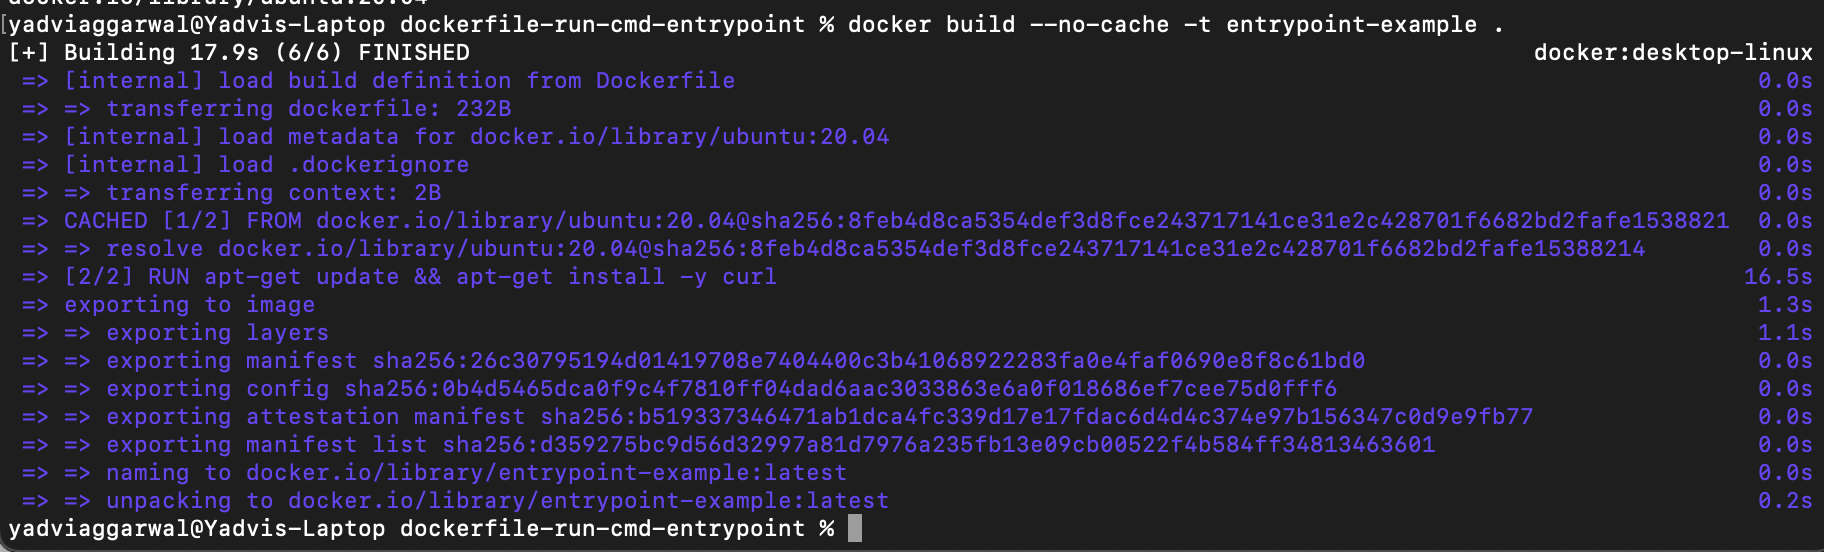 docker.io/library/ubuntu:20.04
[yadviaggarwal@Yadvis-Laptop dockerfile-run-cmd-entrypoint % docker build --no-cache -t entrypoint-example .
[+] Building 17.9s (6/6) FINISHED docker:desktop-linux
=> [internal] load build definition from Dockerfile 0.0s
=> => transferring dockerfile: 232B 0.0s
=> [internal] load metadata for docker.io/library/ubuntu:20.04 0.0s
=> [internal] load .dockerignore 0.0s
=> => transferring context: 2B 0.0s
=> CACHED [1/2] FROM docker.io/library/ubuntu:20.04@sha256:8feb4d8ca5354def3d8fce243717141ce31e2c428701f6682bd2fafe1538821 0.0s
=> => resolve docker.io/library/ubuntu:20.04@sha256:8feb4d8ca5354def3d8fce243717141ce31e2c428701f6682bd2fafe15388214 0.0s
=> [2/2] RUN apt-get update && apt-get install -y curl 16.5s
=> exporting to image 1.3s
=> => exporting layers 1.1s
=> => exporting manifest sha256:26c30795194d01419708e7404400c3b41068922283fa0e4faf0690e8f8c61bd0 0.0s
=> => exporting config sha256:0b4d5465dca0f9c4f7810ff04dad6aac3033863e6a0f018686ef7cee75d0fff6 0.0s
=> => exporting attestation manifest sha256:b519337346471ab1dca4fc339d17e17fdac6d4d4c374e97b156347c0d9e9fb77 0.0s
=> => exporting manifest list sha256:d359275bc9d56d32997a81d7976a235fb13e09cb00522f4b584ff34813463601 0.0s
=> => naming to docker.io/library/entrypoint-example:latest 0.0s
=> => unpacking to docker.io/library/entrypoint-example:latest 0.2s
yadviaggarwal@Yadvis-Laptop dockerfile-run-cmd-entrypoint %